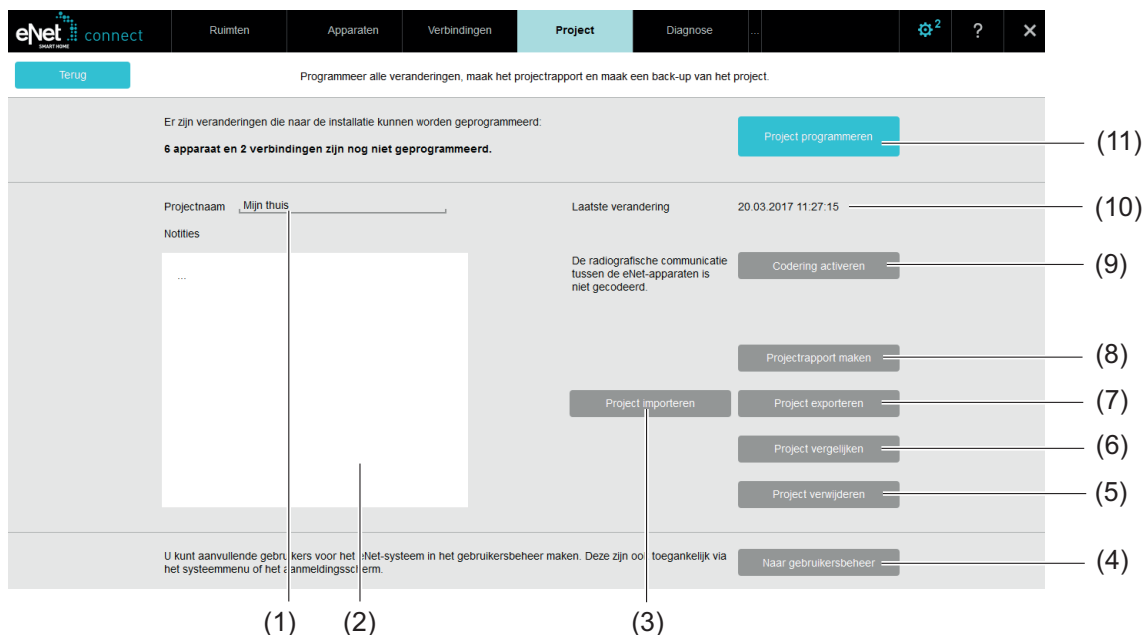 eNet SMART HOME connect
Ruimten
Apparaten
Verbindingen
Project
Diagnose
...
2
?
×
Terug
Programmeer alle veranderingen, maak het projectrapport en maak een back-up van het project.
Er zijn veranderingen die naar de installatie kunnen worden geprogrammeerd:
6 apparaat en 2 verbindingen zijn nog niet geprogrammeerd.
Project programmeren
(11)
Projectnaam
Mijn thuis
Laatste verandering
20.03.2017 11:27:15
(10)
Notities
...
De radiografische communicatie
tussen de eNet-apparaten is
niet gecodeerd.
Codering activeren
(9)
Projectrapport maken
(8)
Project importeren
Project exporteren
(7)
Project vergelijken
(6)
Project verwijderen
(5)
U kunt aanvullende gebruikers voor het eNet-systeem in het gebruikersbeheer maken. Deze zijn ook toegankelijk via
het systeemmenu of het aanmeldingsscherm.
Naar gebruikersbeheer
(4)
(1)
(2)
(3)